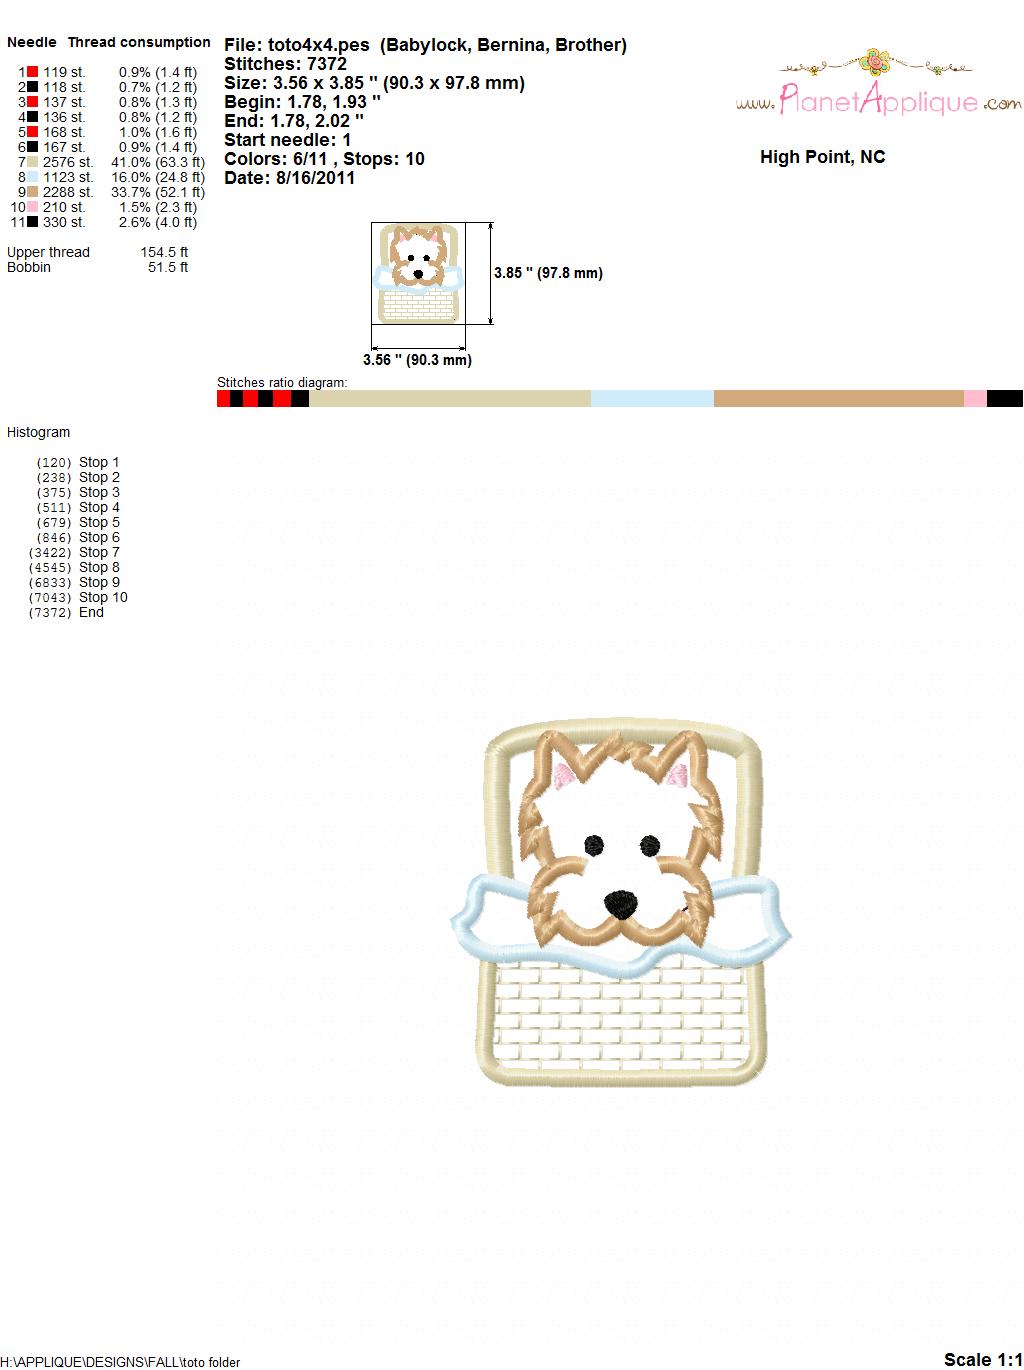 Needle Thread consumption
1 119 st. 0.9% (1.4 ft)
2 118 st. 0.7% (1.2 ft)
3 137 st. 0.8% (1.3 ft)
4 136 st. 0.8% (1.2 ft)
5 168 st. 1.0% (1.6 ft)
6 167 st. 0.9% (1.4 ft)
7 2576 st. 41.0% (63.3 ft)
8 1123 st. 16.0% (24.8 ft)
9 2288 st. 33.7% (52.1 ft)
10 210 st. 1.5% (2.3 ft)
11 330 st. 2.6% (4.0 ft)
Upper thread 154.5 ft
Bobbin 51.5 ft
File: toto4x4.pes (Babylock, Bernina, Brother)
Stitches: 7372
Size: 3.56 x 3.85 " (90.3 x 97.8 mm)
Begin: 1.78, 1.93 "
End: 1.78, 2.02 "
Start needle: 1
Colors: 6/11 , Stops: 10
Date: 8/16/2011
www.PlanetApplique.com
High Point, NC
3.85 " (97.8 mm)
3.56 " (90.3 mm)
Stitches ratio diagram:
Histogram
(120) Stop 1
(238) Stop 2
(375) Stop 3
(511) Stop 4
(679) Stop 5
(846) Stop 6
(3422) Stop 7
(4545) Stop 8
(6833) Stop 9
(7043) Stop 10
(7372) End
H:\APPLIQUE\DESIGNS\FALL\toto folder
Scale 1:1